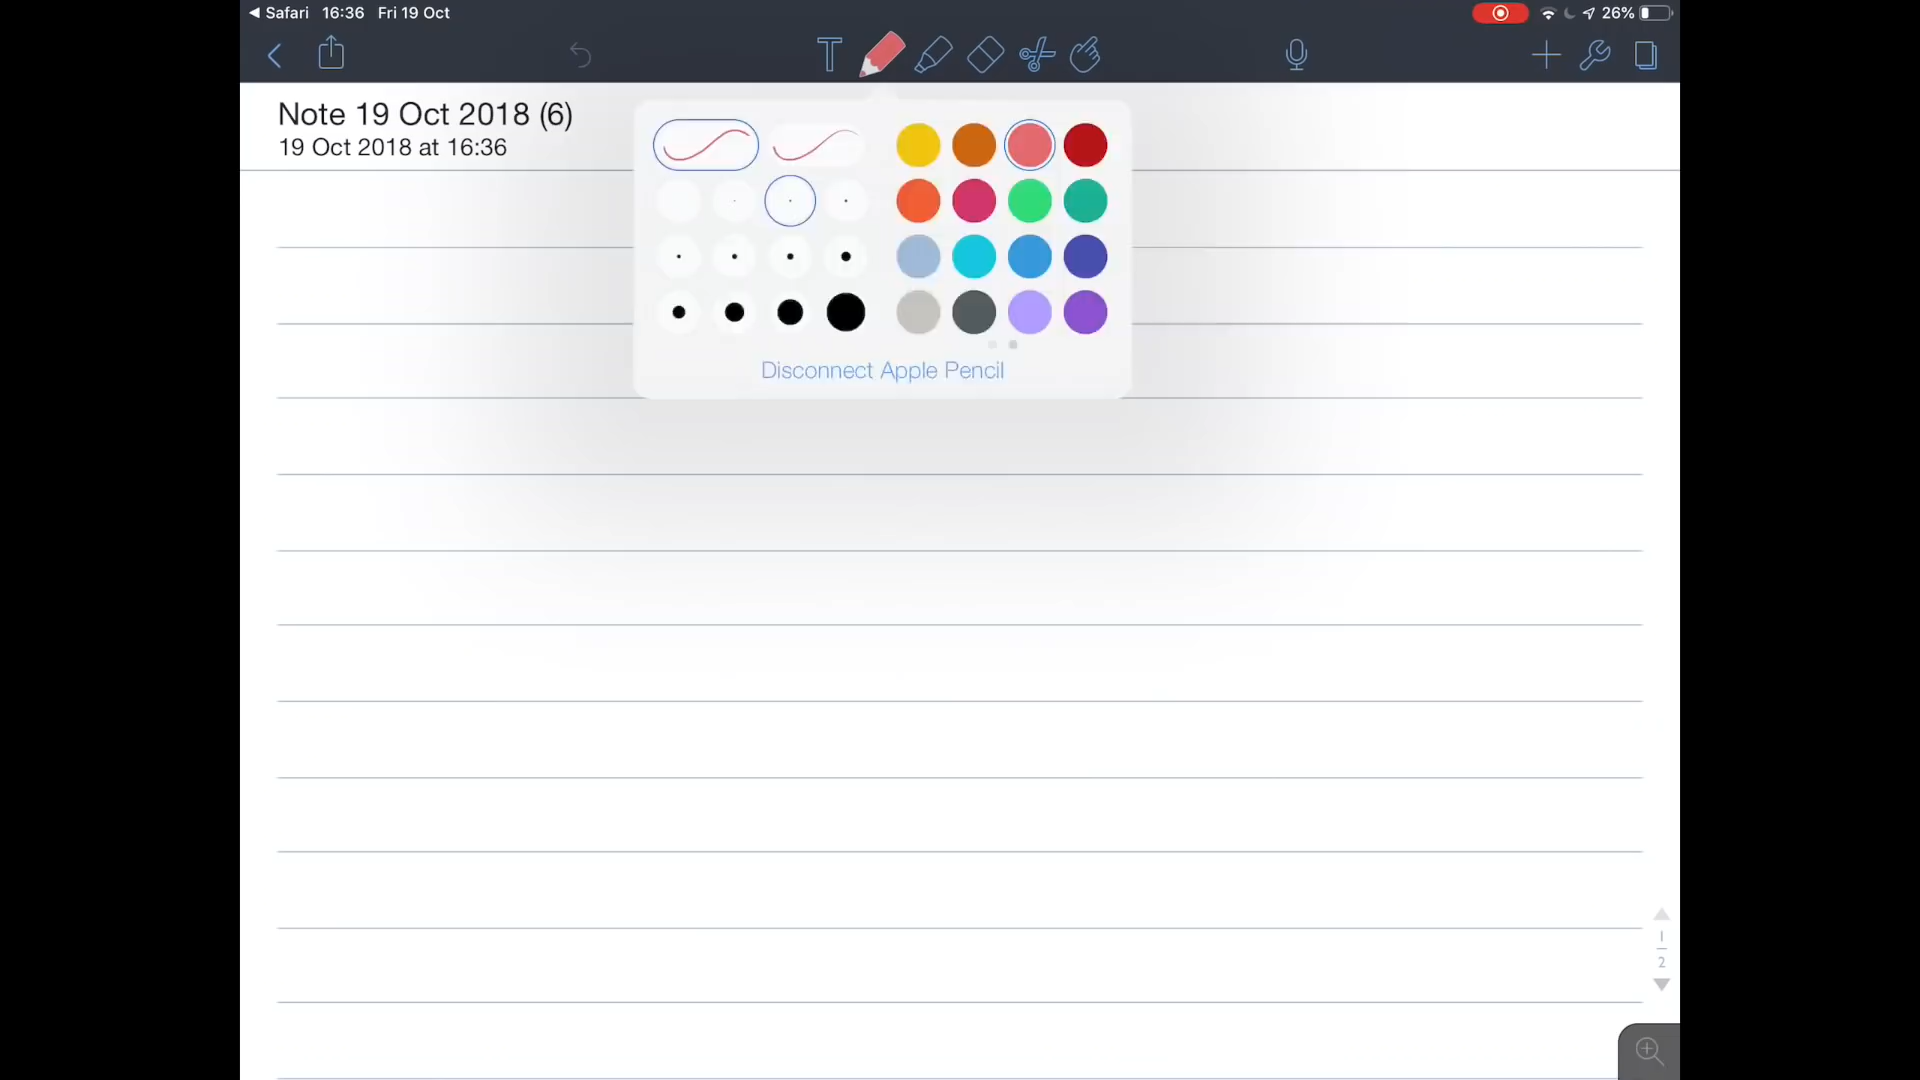 Safari 16:36 Fri 19 Oct 26%
T
Note 19 Oct 2018 (6)
19 Oct 2018 at 16:36
Disconnect Apple Pencil
1
2